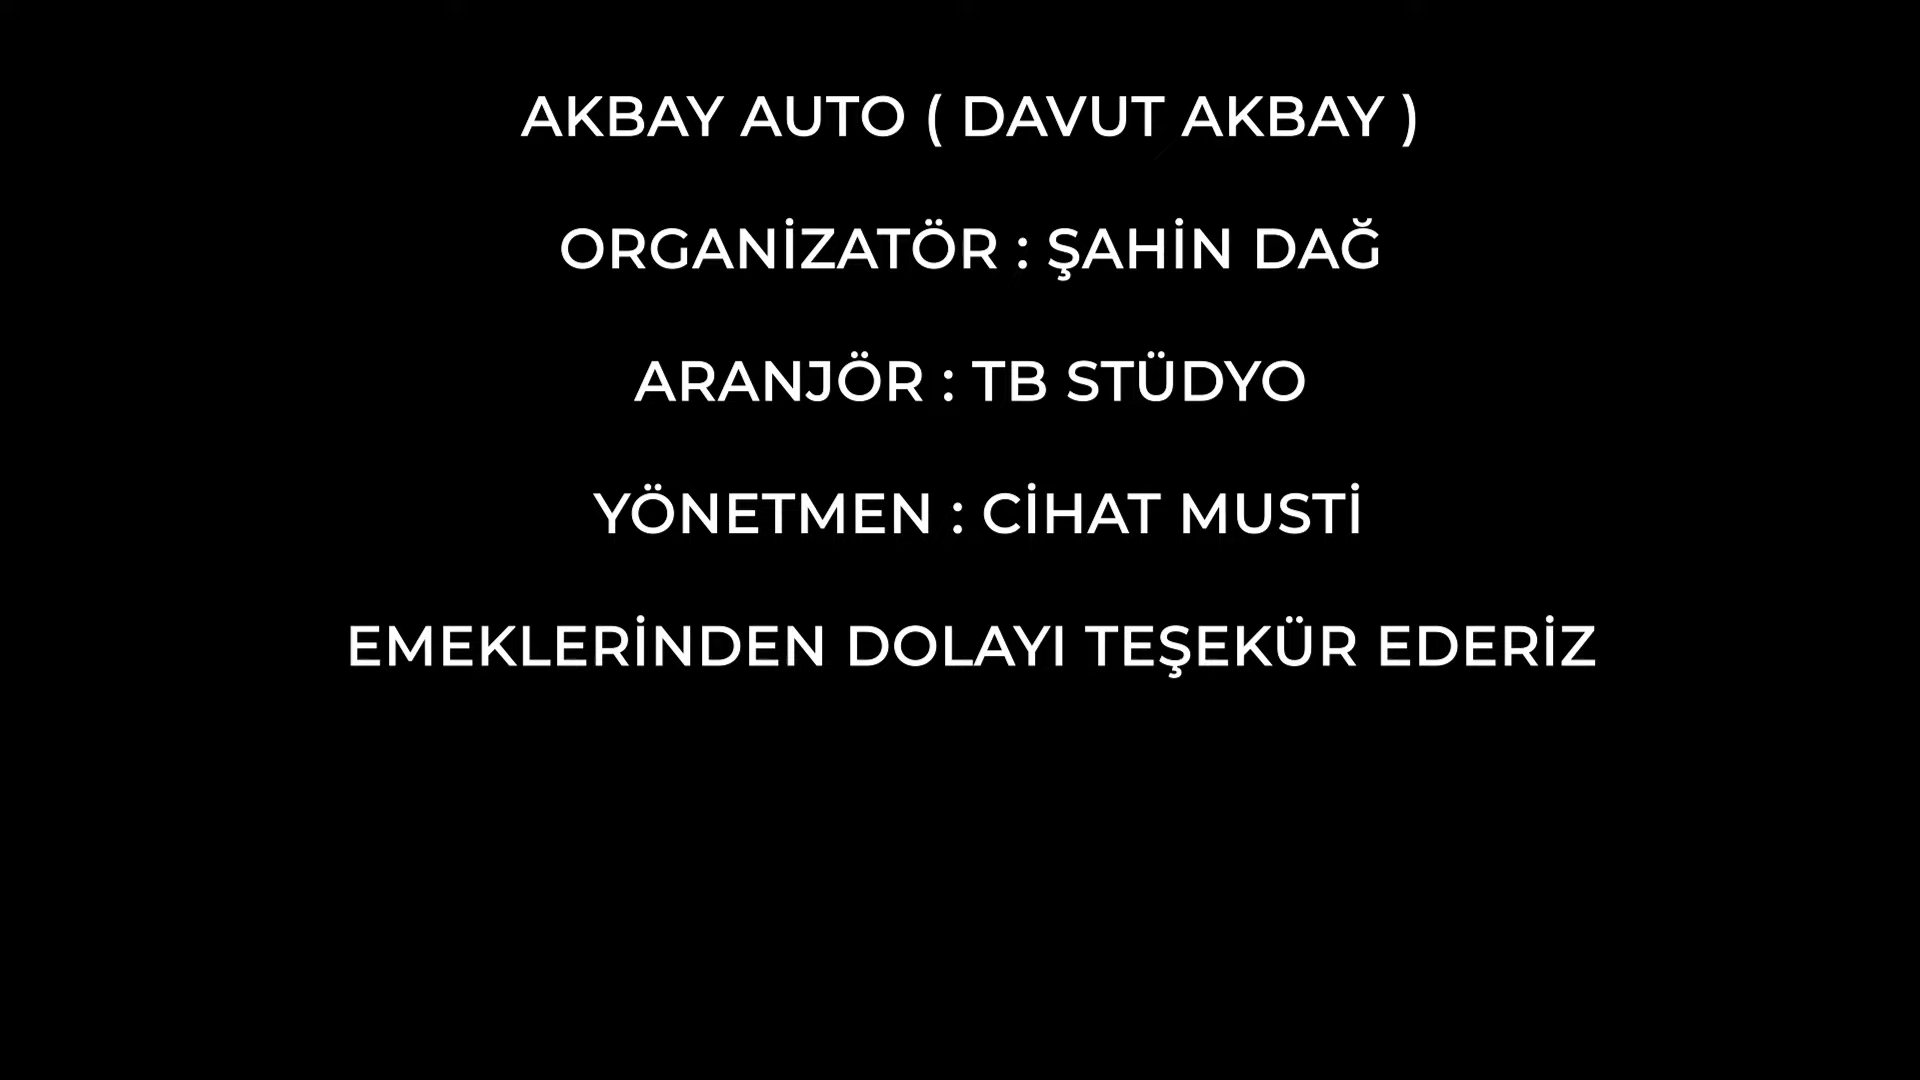 AKBAY AUTO ( DAVUT AKBAY )
ORGANİZATÖR : ŞAHİN DAĞ
ARANJÖR : TB STÜDYO
YÖNETMEN : CİHAT MUSTİ
EMEKLERİNDEN DOLAYI TEŞEKÜR EDERİZ